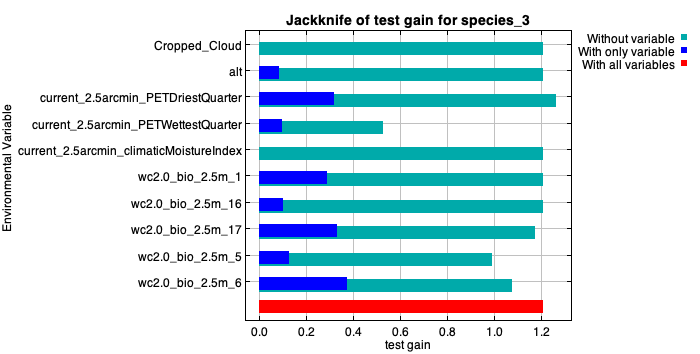 Jackknife of test gain for species_3
Without variable
With only variable
With all variables
Environmental Variable
Cropped_Cloud
alt
current_2.5arcmin_PETDriestQuarter
current_2.5arcmin_PETWettestQuarter
current_2.5arcmin_climaticMoistureIndex
wc2.0_bio_2.5m_1
wc2.0_bio_2.5m_16
wc2.0_bio_2.5m_17
wc2.0_bio_2.5m_5
wc2.0_bio_2.5m_6
0.0 0.2 0.4 0.6 0.8 1.0 1.2
test gain